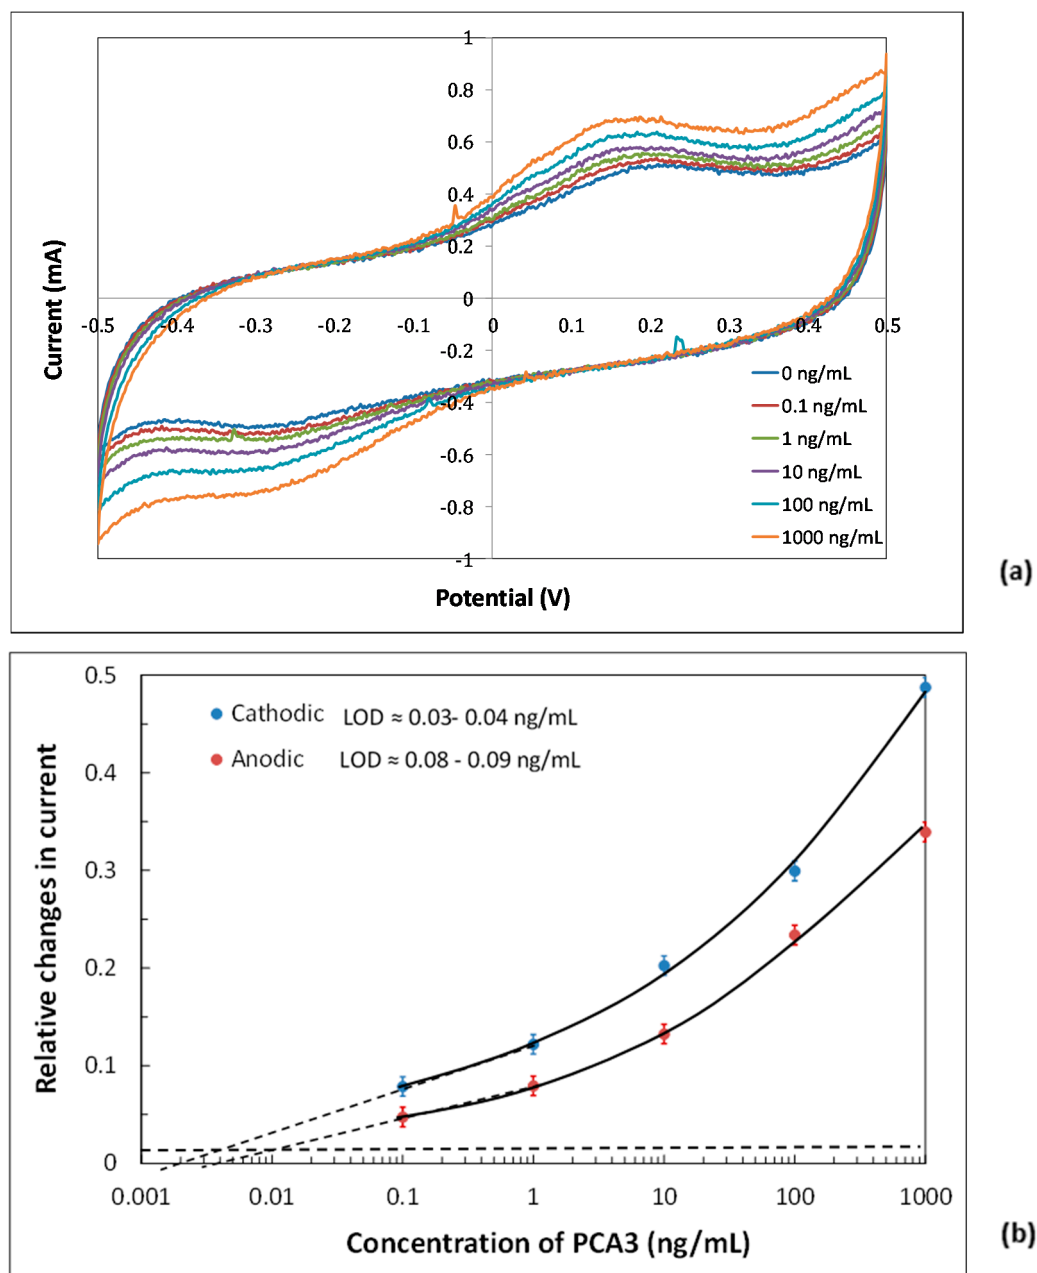 1
0.8
0.6
0.4
0.2
0
-0.2
-0.4
-0.6
-0.8
-1
-0.5 -0.4 -0.3 -0.2 -0.1 0 0.1 0.2 0.3 0.4 0.5
Current (mA)
Potential (V)
0 ng/mL
0.1 ng/mL
1 ng/mL
10 ng/mL
100 ng/mL
1000 ng/mL
(a)
0.5
0.4
0.3
0.2
0.1
0
Relative changes in current
Cathodic LOD ≈ 0.03- 0.04 ng/mL
Anodic LOD ≈ 0.08 - 0.09 ng/mL
0.001 0.01 0.1 1 10 100 1000
Concentration of PCA3 (ng/mL)
(b)